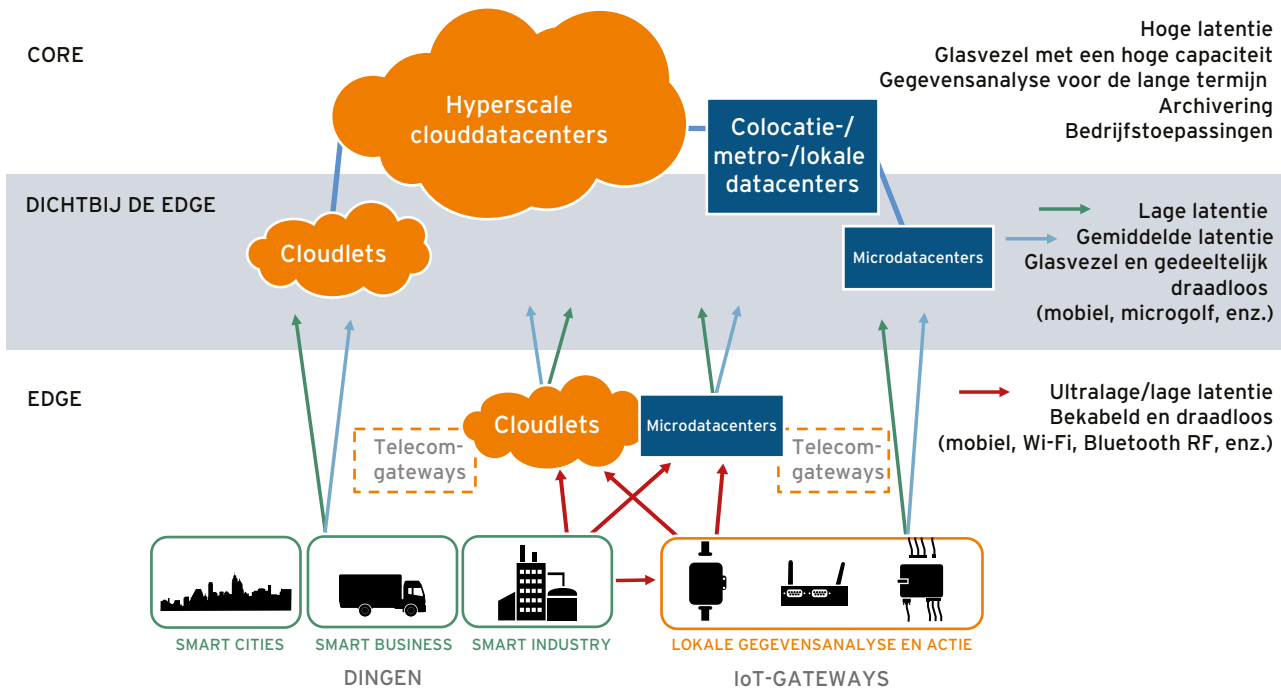 CORE
Hyperscale
clouddatacenters
Colocatie-/
metro-/lokale
datacenters
Hoge latentie
Glasvezel met een hoge capaciteit
Gegevensanalyse voor de lange termijn
Archivering
Bedrijfstoepassingen
DICHTBIJ DE EDGE
Cloudlets
Microdatacenters
Lage latentie
Gemiddelde latentie
Glasvezel en gedeeltelijk
draadloos
(mobiel, microgolf, enz.)
EDGE
Telecom-
gateways
Cloudlets
Microdatacenters
Telecom-
gateways
Ultralage/lage latentie
Bekabeld en draadloos
(mobiel, Wi-Fi, Bluetooth RF, enz.)
SMART CITIES
SMART BUSINESS
SMART INDUSTRY
LOKALE GEGEVENSANALYSE EN ACTIE
DINGEN
IoT-GATEWAYS